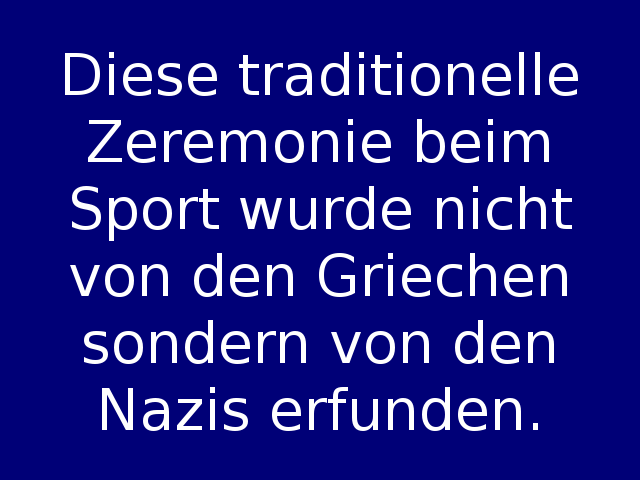 Diese traditionelle
Zeremonie beim
Sport wurde nicht
von den Griechen
sondern von den
Nazis erfunden.